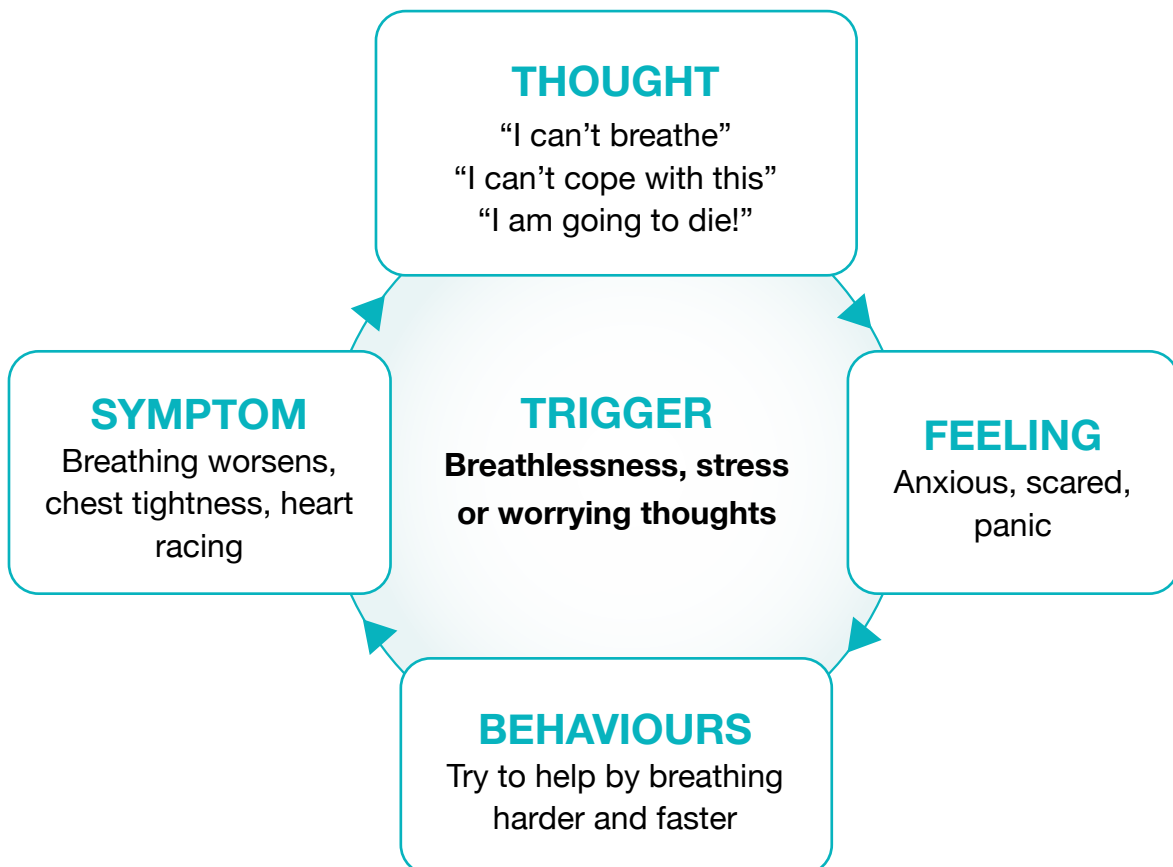 THOUGHT
“I can’t breathe”
“I can’t cope with this”
“I am going to die!”
SYMPTOM
Breathing worsens,
chest tightness, heart
racing
TRIGGER
Breathlessness, stress
or worrying thoughts
FEELING
Anxious, scared,
panic
BEHAVIOURS
Try to help by breathing
harder and faster